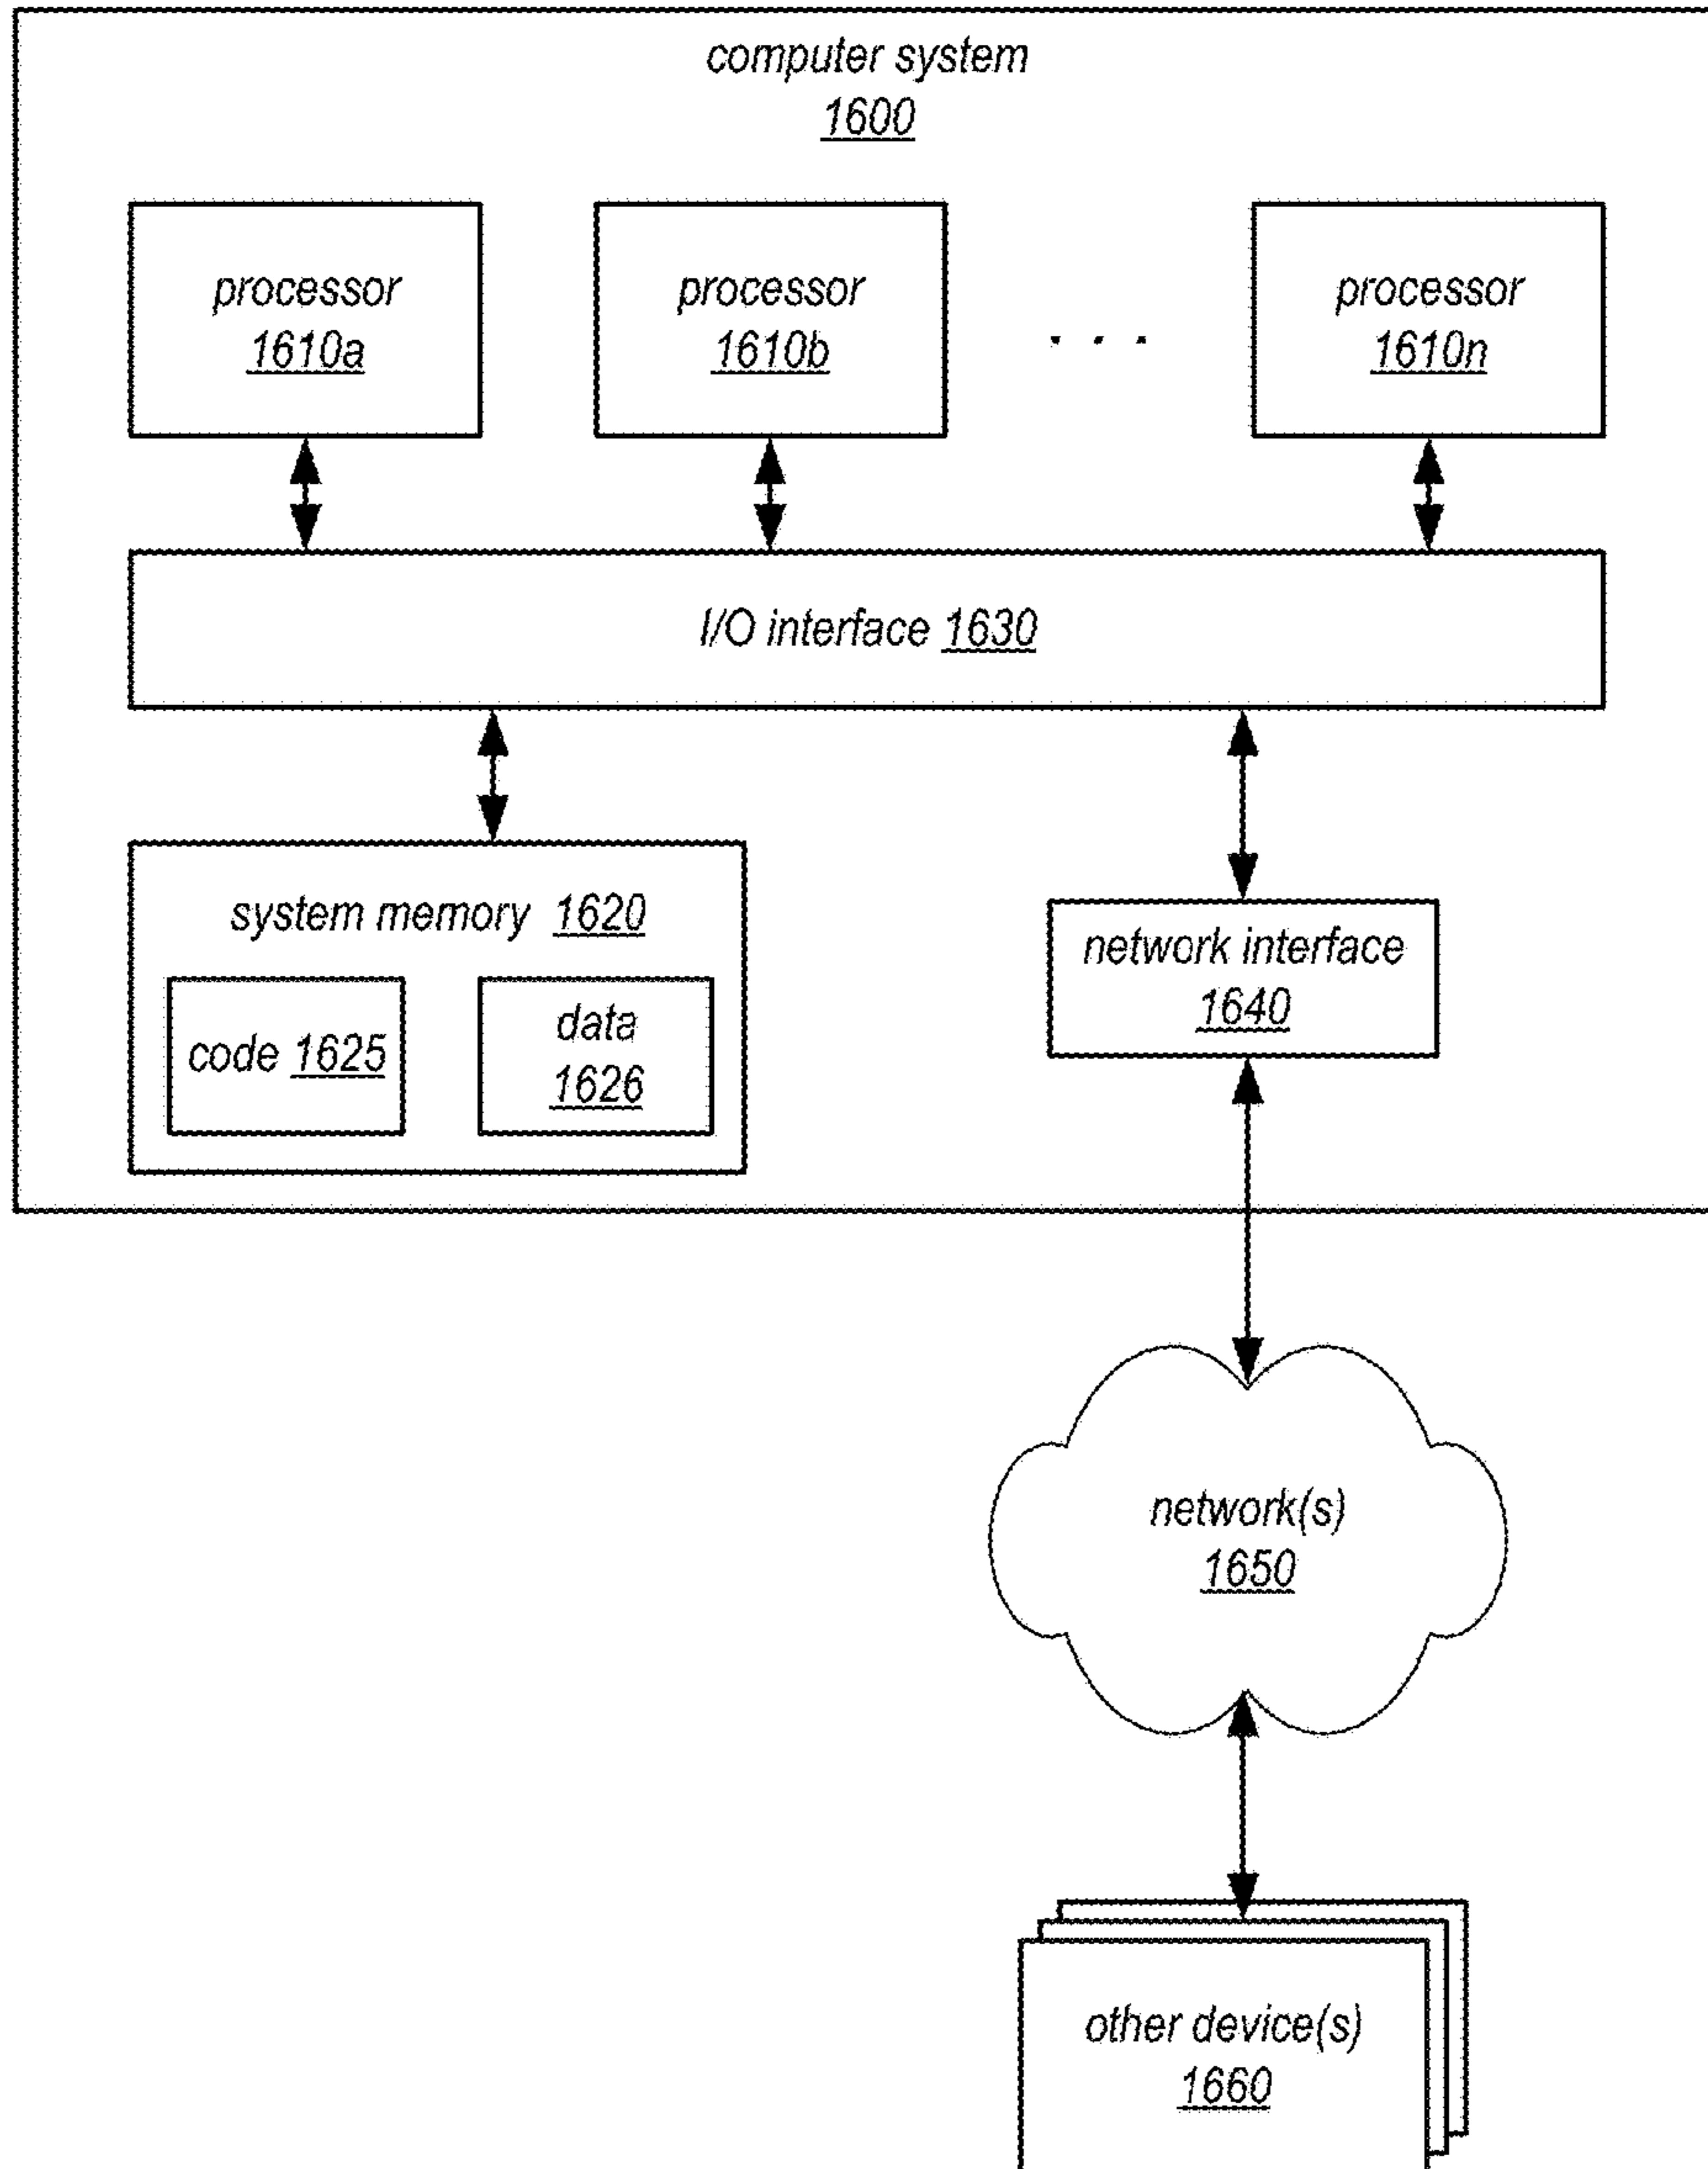 computer system
1600
processor
1610a
processor
1610b
. . .
processor
1610n
I/O interface 1630
system memory 1620
code 1625
data
1626
network interface
1640
network(s)
1650
other device(s)
1660